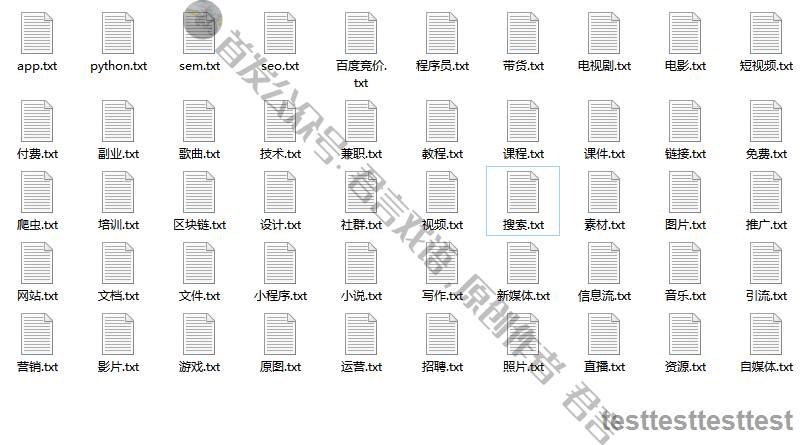 app.txt python.txt sem.txt seo.txt 百度竞价.txt 程序员.txt 带货.txt 电视剧.txt 电影.txt 短视频.txt
付费.txt 副业.txt 歌曲.txt 技术.txt 兼职.txt 教程.txt 课程.txt 课件.txt 链接.txt 免费.txt
爬虫.txt 培训.txt 区块链.txt 设计.txt 社群.txt 视频.txt 搜索.txt 素材.txt 图片.txt 推广.txt
网站.txt 文档.txt 文件.txt 小程序.txt 小说.txt 写作.txt 新媒体.txt 信息流.txt 音乐.txt 引流.txt
营销.txt 影片.txt 游戏.txt 原图.txt 运营.txt 招聘.txt 照片.txt 直播.txt 资源.txt 自媒体.txt
首发公众号:君言双语,原创作者 君言
testtesttesttest